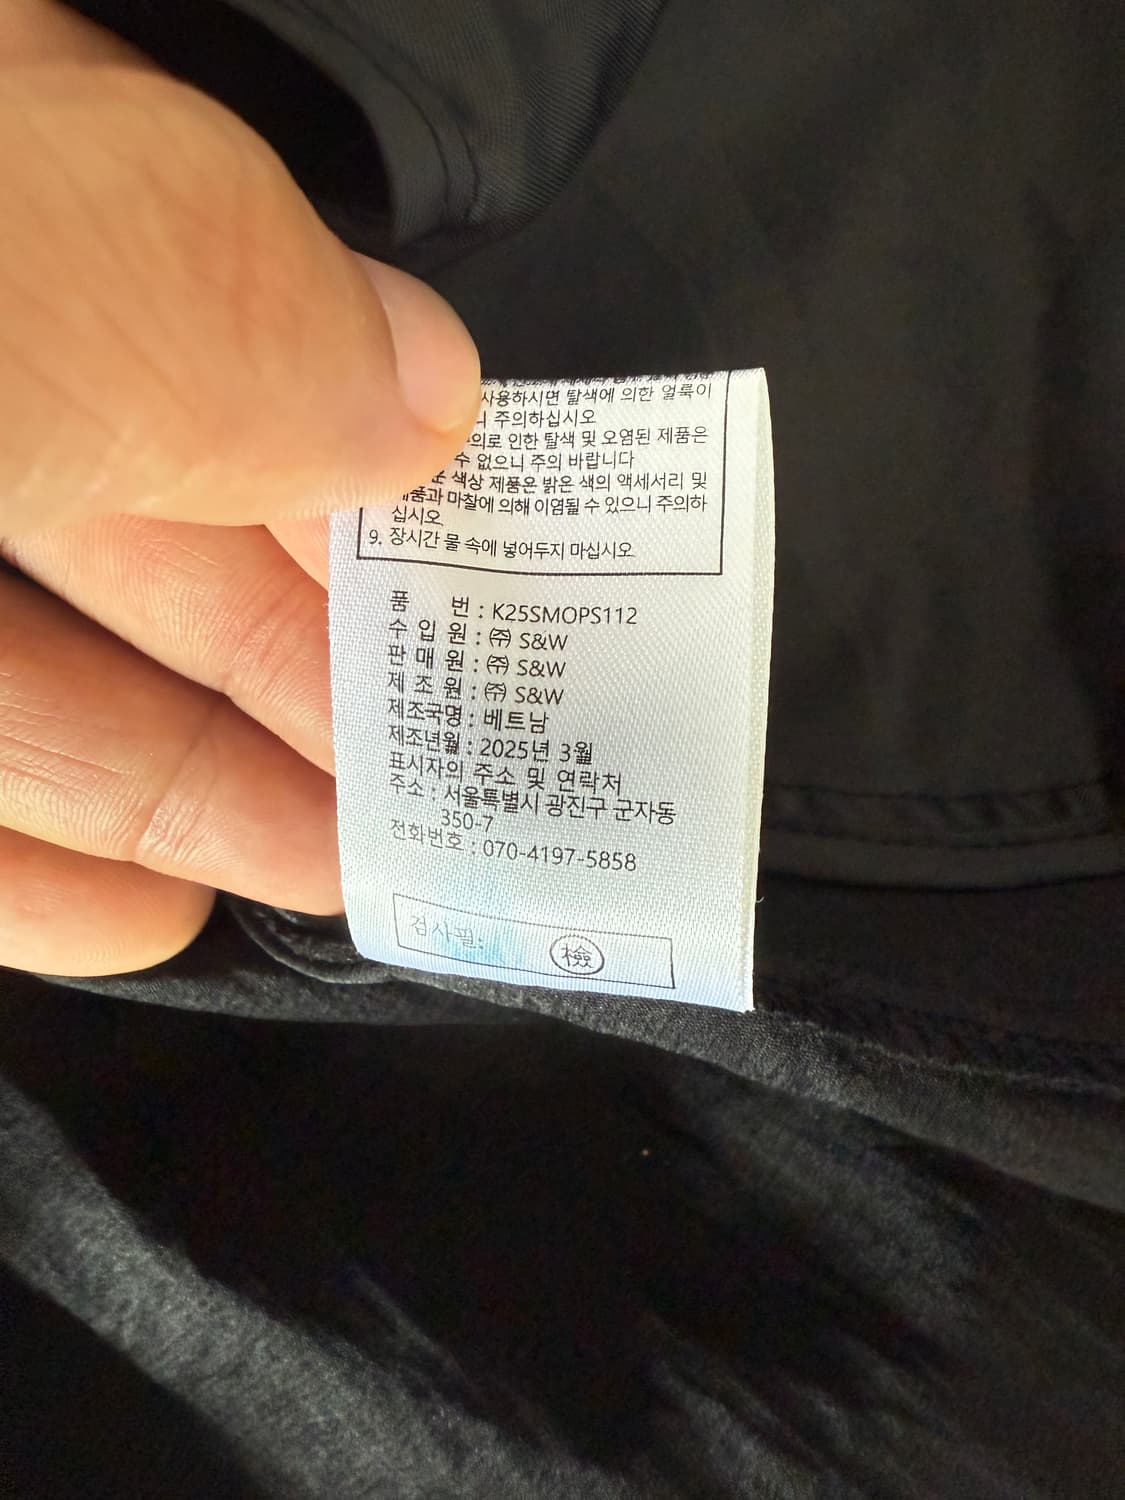 사용하시면 탈색에 의한 얼룩이
주의하십시오
인한 탈색 및 오염된 제품은
수 없으니 주의 바랍니다
색상 제품은 밝은 색의 액세서리 및
제품과 마찰에 의해 이염될 수 있으니 주의하
십시오
9. 장시간 물 속에 넣어두지 마십시오
품 번 : K25SMOPS112
수 입 원 : ㈜ S&W
판 매 원 : ㈜ S&W
제 조 원 : ㈜ S&W
제조국명 : 베트남
제조년월 : 2025년 3월
표시자의 주소 및 연락처
주소 : 서울특별시 광진구 군자동
350-7
전화번호 : 070-4197-5858
검사필: 檢